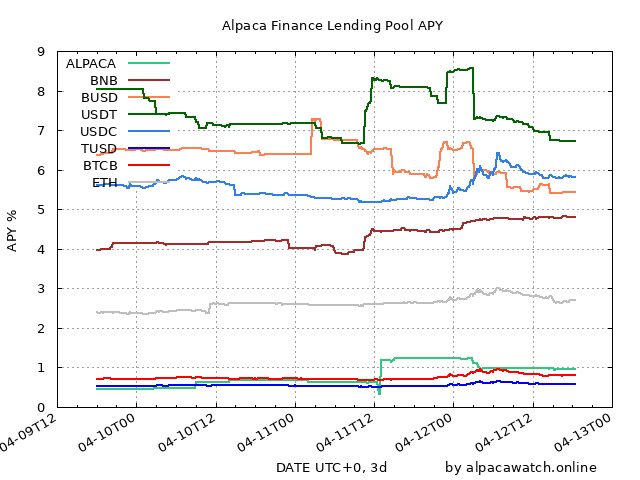 Alpaca Finance Lending Pool APY
9
8
7
6
5
4
3
2
1
0
APY %
ALPACA
BNB
BUSD
USDT
USDC
TUSD
BTCB
ETH
04-09T12
04-10T00
04-10T12
04-11T00
04-11T12
04-12T00
04-12T12
04-13T00
DATE UTC+0, 3d
by alpacawatch.online